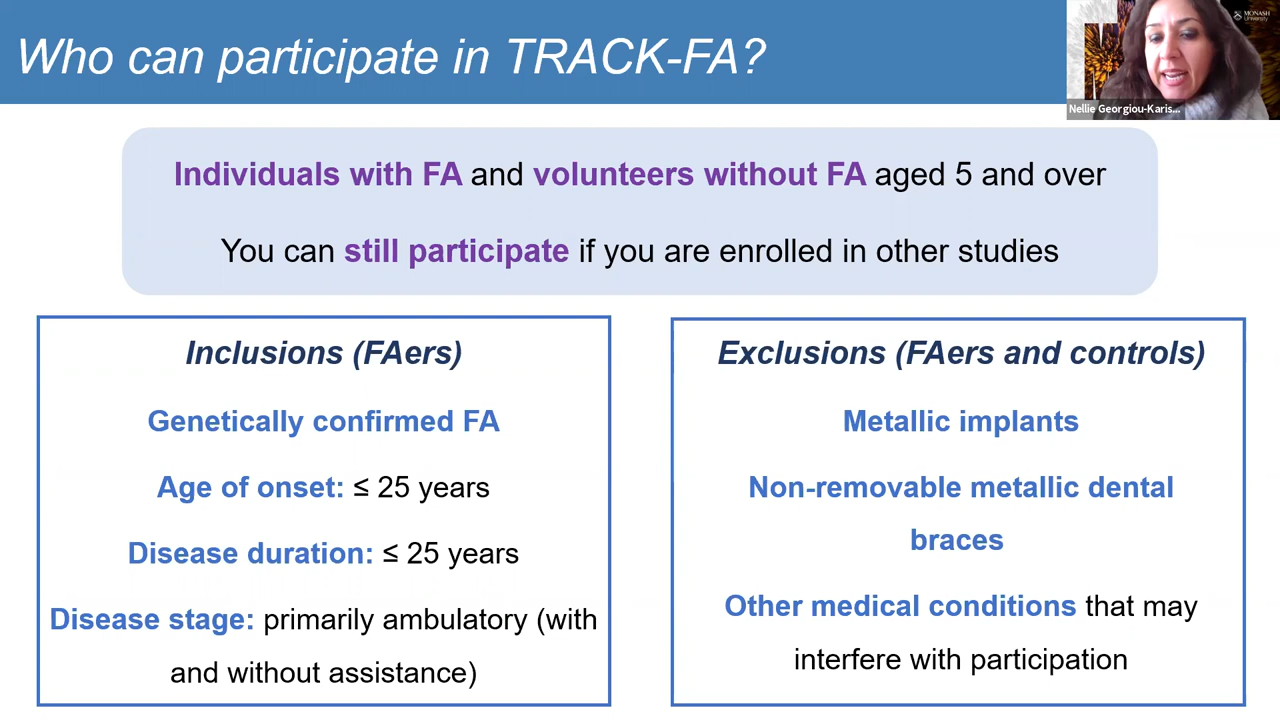 Who can participate in TRACK-FA?
MONASH
University
Nellie Georgiou-Karis...
Individuals with FA and volunteers without FA aged 5 and over
You can still participate if you are enrolled in other studies
Inclusions (FAers)
Genetically confirmed FA
Age of onset: ≤ 25 years
Disease duration: ≤ 25 years
Disease stage: primarily ambulatory (with
and without assistance)
Exclusions (FAers and controls)
Metallic implants
Non-removable metallic dental
braces
Other medical conditions that may
interfere with participation